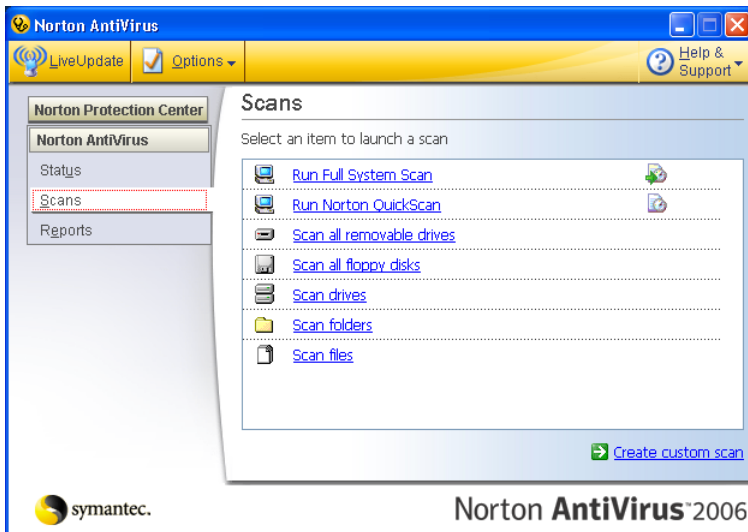 Norton AntiVirus
LiveUpdate
Options
Help & Support
Norton Protection Center
Norton AntiVirus
Status
Scans
Reports
Scans
Select an item to launch a scan
Run Full System Scan
Run Norton QuickScan
Scan all removable drives
Scan all floppy disks
Scan drives
Scan folders
Scan files
Create custom scan
symantec.
Norton AntiVirus™2006